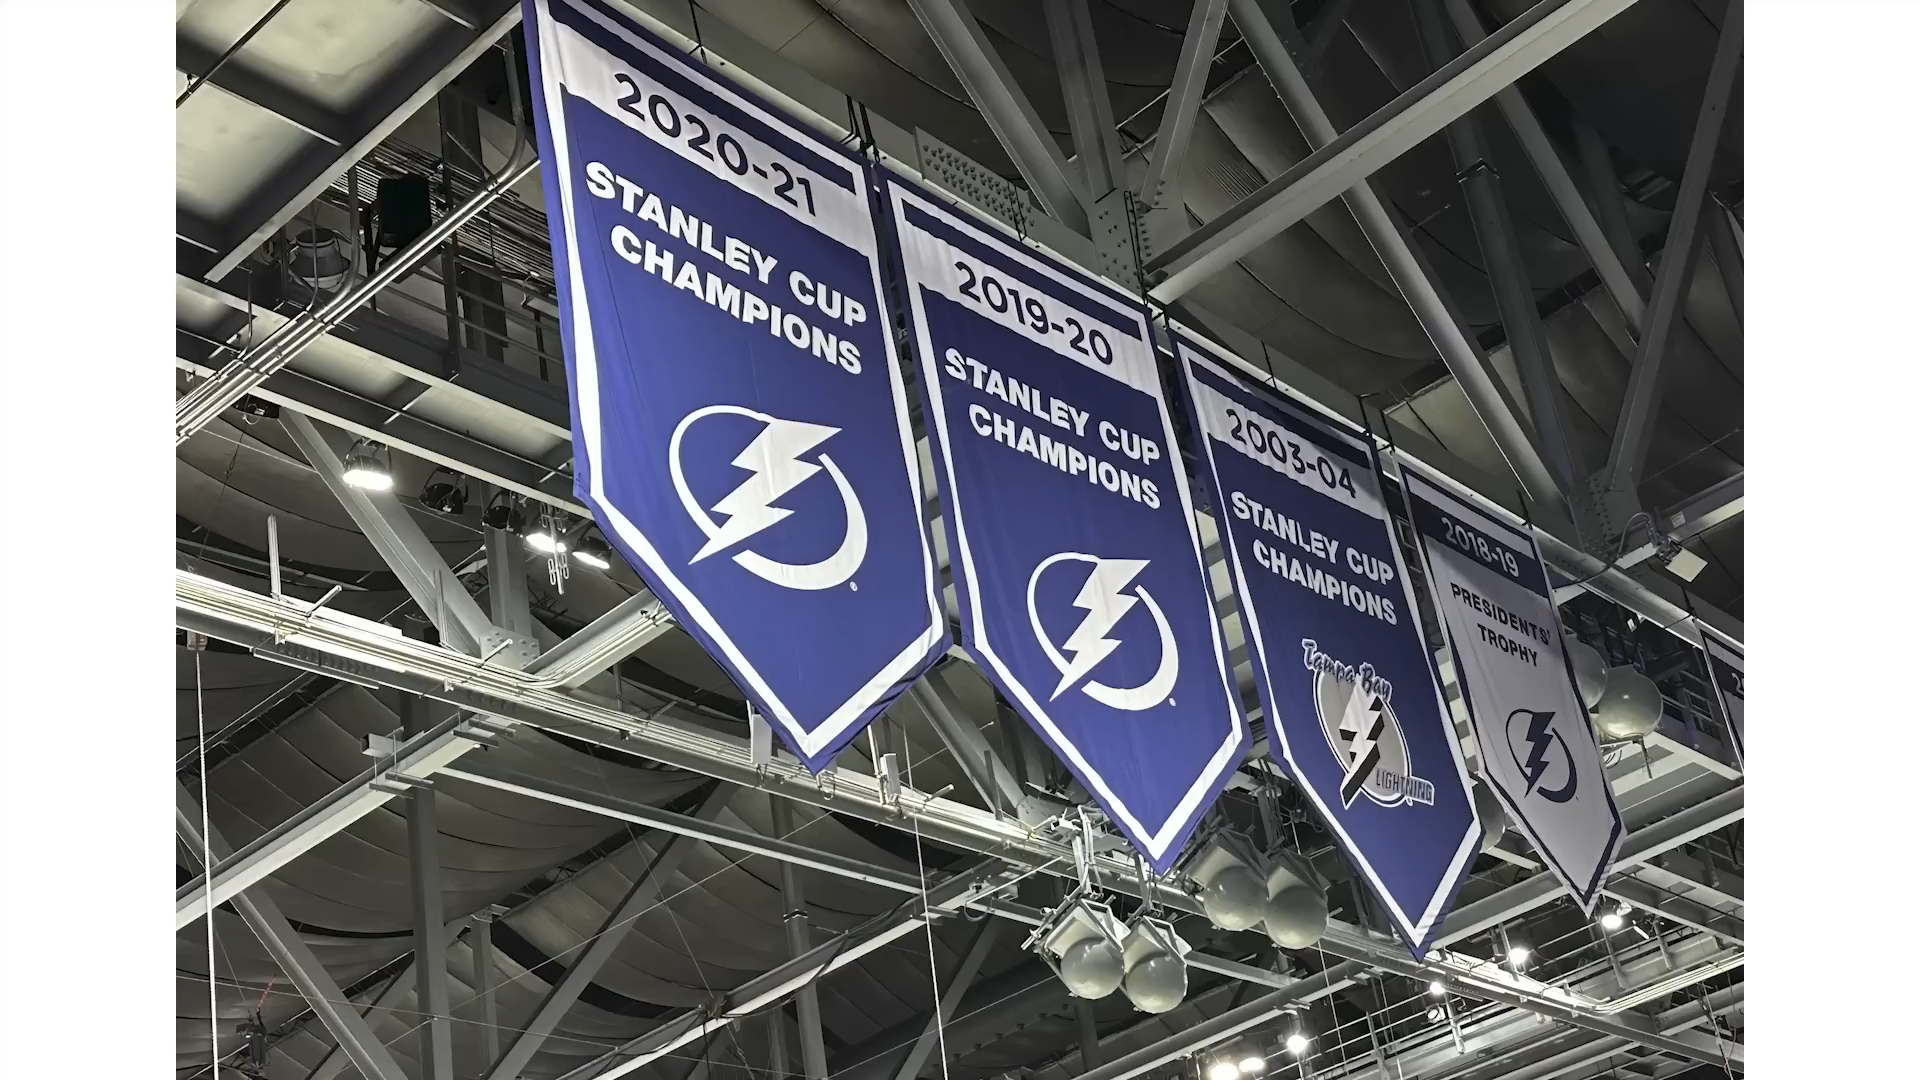 2020-21
STANLEY CUP
CHAMPIONS
2019-20
STANLEY CUP
CHAMPIONS
2003-04
STANLEY CUP
CHAMPIONS
Tampa Bay
LIGHTNING
2018-19
PRESIDENTS'
TROPHY